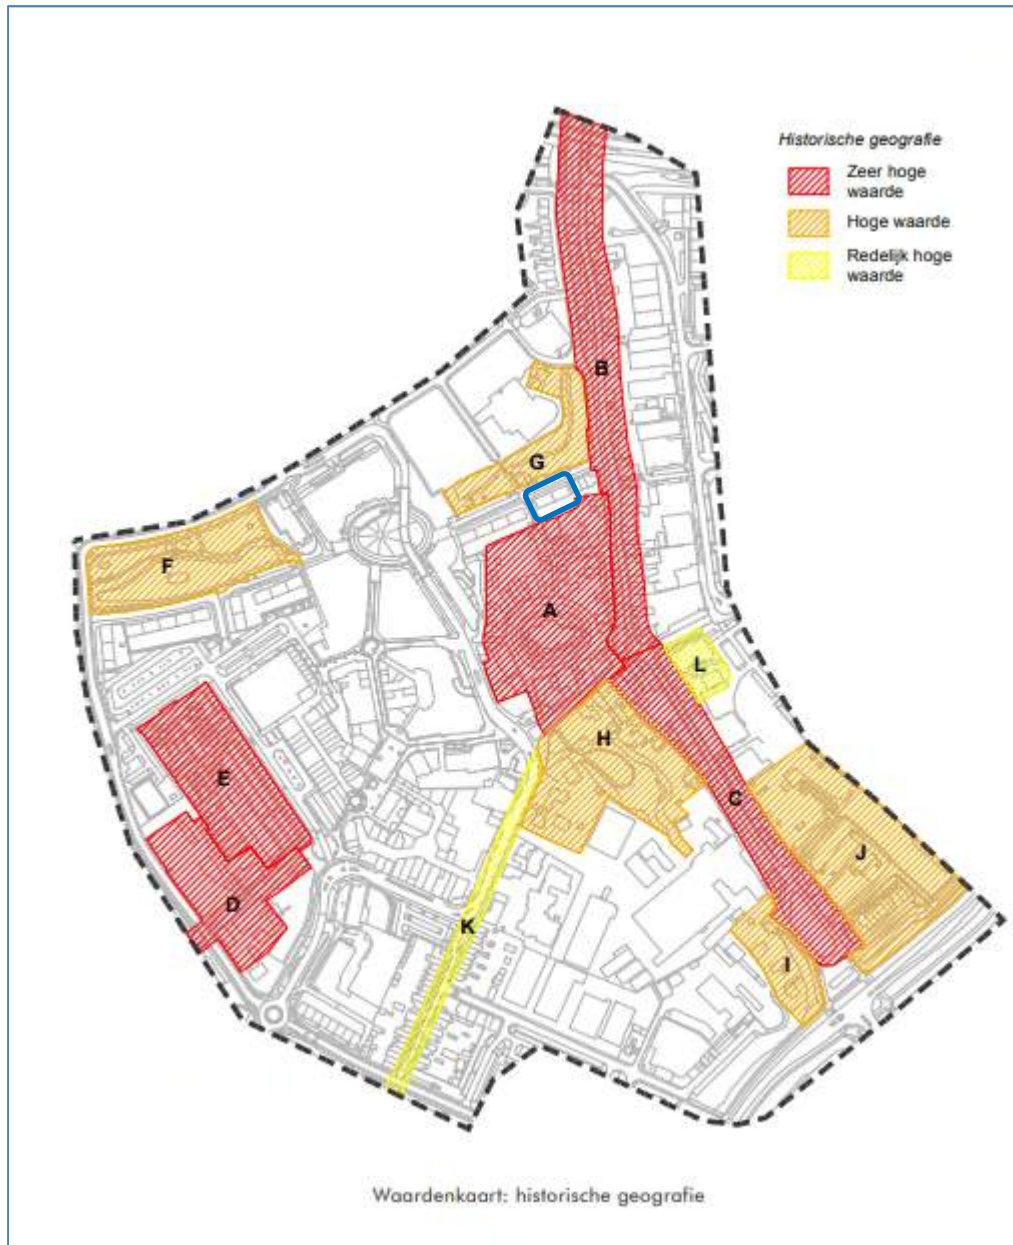 Historische geografie
Zeer hoge
waarde
Hoge waarde
Redelijk hoge
waarde
B
G
F
A
L
H
E
C
J
D
K
I
Waardenkaart: historische geografie